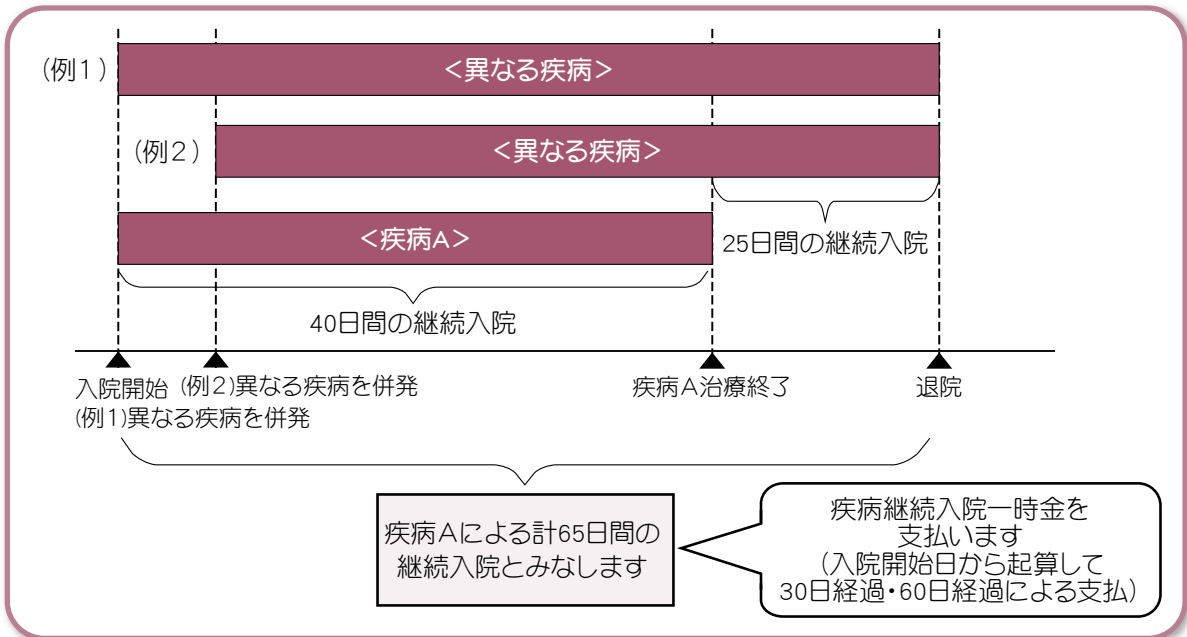 (例1)
<異なる疾病>
(例2)
<異なる疾病>
<疾病A>
25日間の継続入院
40日間の継続入院
入院開始
(例2)異なる疾病を併発
疾病A治療終了
退院
(例1)異なる疾病を併発
疾病Aによる計65日間の
継続入院とみなします
疾病継続入院一時金を
支払います
(入院開始日から起算して
30日経過・60日経過による支払)